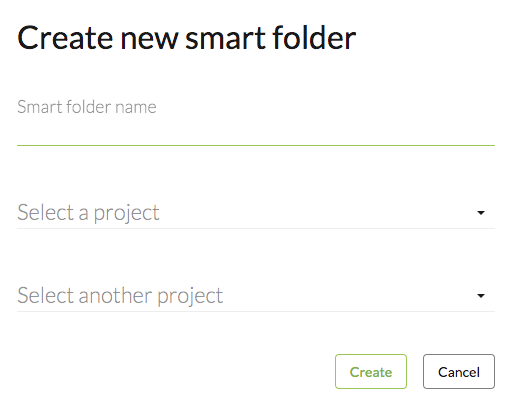 Create new smart folder
Smart folder name
Select a project
Select another project
Create
Cancel